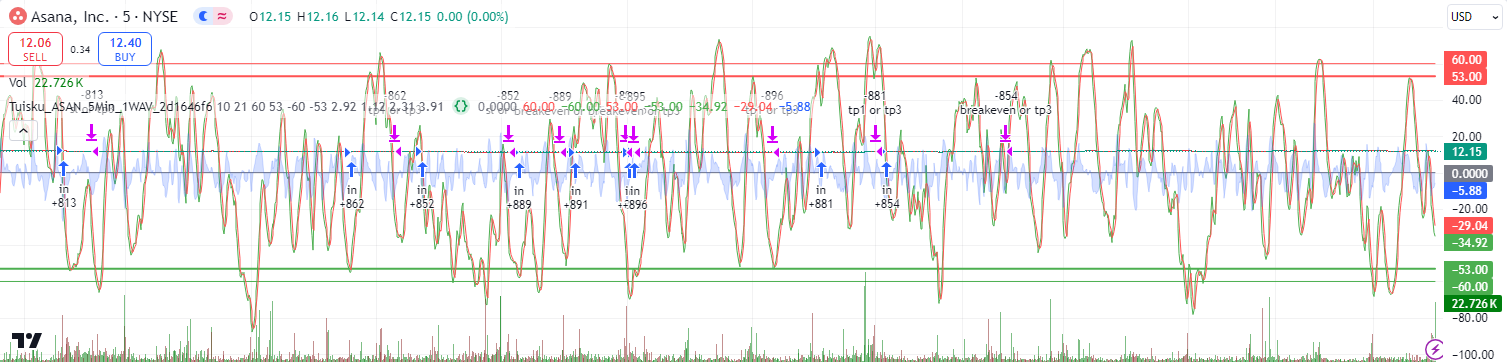 Asana, Inc. · 5 · NYSE O12.15 H12.16 L12.14 C12.15 0.00 (0.00%)
USD
12.06
SELL
0.34
12.40
BUY
Vol 22.726 K
Tuisku_ASAN_5Min_1WAV_2d1646f6 10 21 60 53 -60 -53 2.92 1.12 2.31 3.91 {} 0.0000 60.00 −60.00 53.00 −53.00 −34.92 −29.04 −5.88
-813
-862
-852
-889
-895
-896
-881
tp1 or tp3
-854
breakeven or tp3
in
+813
in
+862
in
+852
in
+889
in
+891
in
in
+896
in
+881
in
+854
60.00
53.00
40.00
20.00
12.15
0.0000
−5.88
−20.00
−29.04
−34.92
−53.00
−60.00
22.726 K
−80.00
−100.00